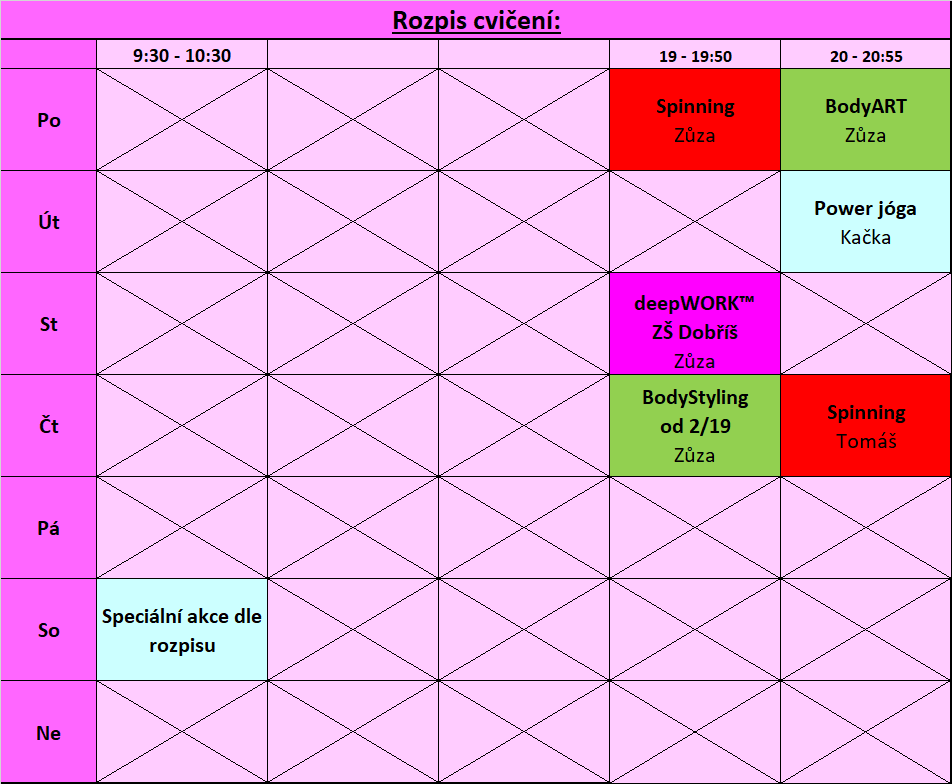 Rozpis cvičení:
9:30 - 10:30
19 - 19:50
20 - 20:55
Po
Spinning
Zůza
BodyART
Zůza
Út
Power jóga
Kačka
St
deepWORK™
ZŠ Dobříš
Zůza
Čt
BodyStyling
od 2/19
Zůza
Spinning
Tomáš
Pá
So
Speciální akce dle
rozpisu
Ne